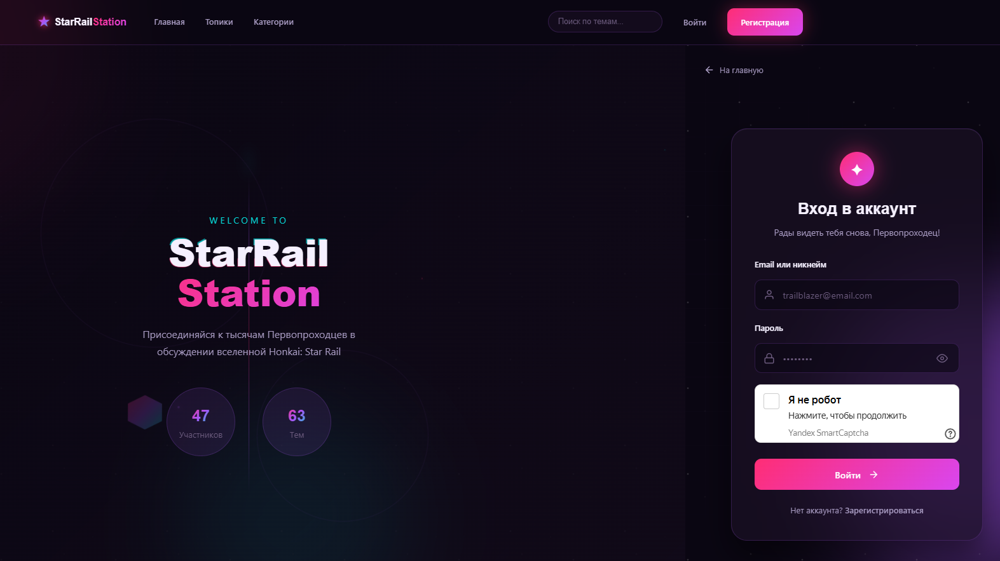 StarRailStation
Главная
Топики
Категории
Поиск по темам...
Войти
Регистрация
На главную
WELCOME TO
StarRail
Station
Присоединяйся к тысячам Первопроходцев в
обсуждении вселенной Honkai: Star Rail
47
Участников
63
Тем
Вход в аккаунт
Рады видеть тебя снова, Первопроходец!
Email или никнейм
trailblazer@email.com
Пароль
••••••••
Я не робот
Нажмите, чтобы продолжить
Yandex SmartCaptcha
Войти →
Нет аккаунта? Зарегистрироваться